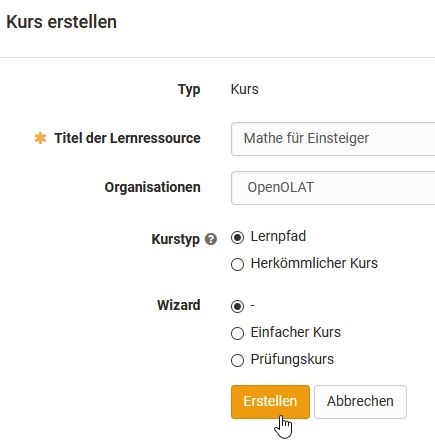 Kurs erstellen
Typ Kurs
✱ Titel der Lernressource Mathe für Einsteiger
Organisationen OpenOLAT
Kurstyp ? Lernpfad
Herkömmlicher Kurs
Wizard -
Einfacher Kurs
Prüfungskurs
Erstellen Abbrechen